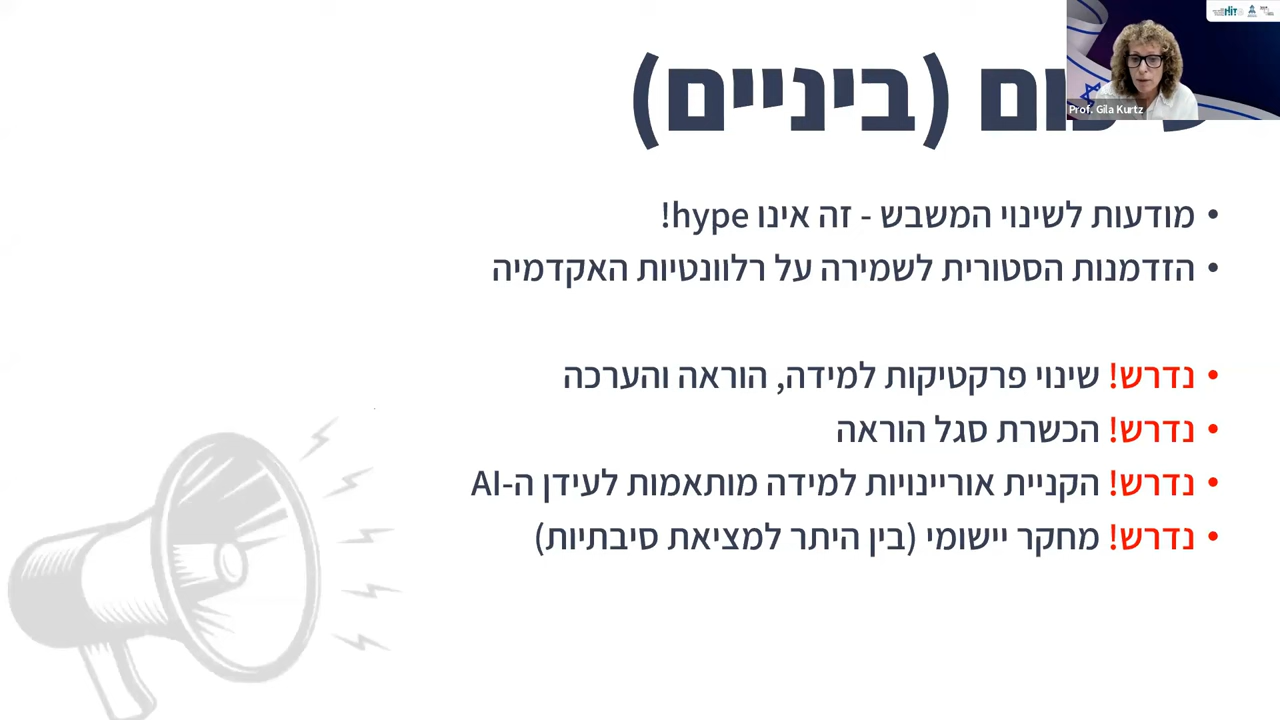 (ביניים)
Prof. Gila Kurtz
• מודעות לשינוי המשבש - זה אינו hype!
• הזדמנות הסטורית לשמירה על רלוונטיות האקדמיה
• נדרש! שינוי פרקטיקות למידה, הוראה והערכה
• נדרש! הכשרת סגל הוראה
• נדרש! הקניית אוריינויות למידה מותאמות לעידן ה-AI
• נדרש! מחקר יישומי (בין היתר למציאת סיבתיות)